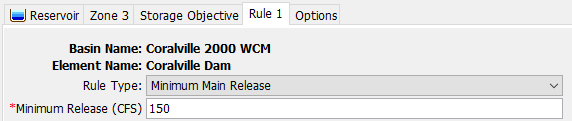 Reservoir Zone 3 Storage Objective Rule 1 Options
Basin Name: Coralville 2000 WCM
Element Name: Coralville Dam
Rule Type: Minimum Main Release
*Minimum Release (CFS) 150